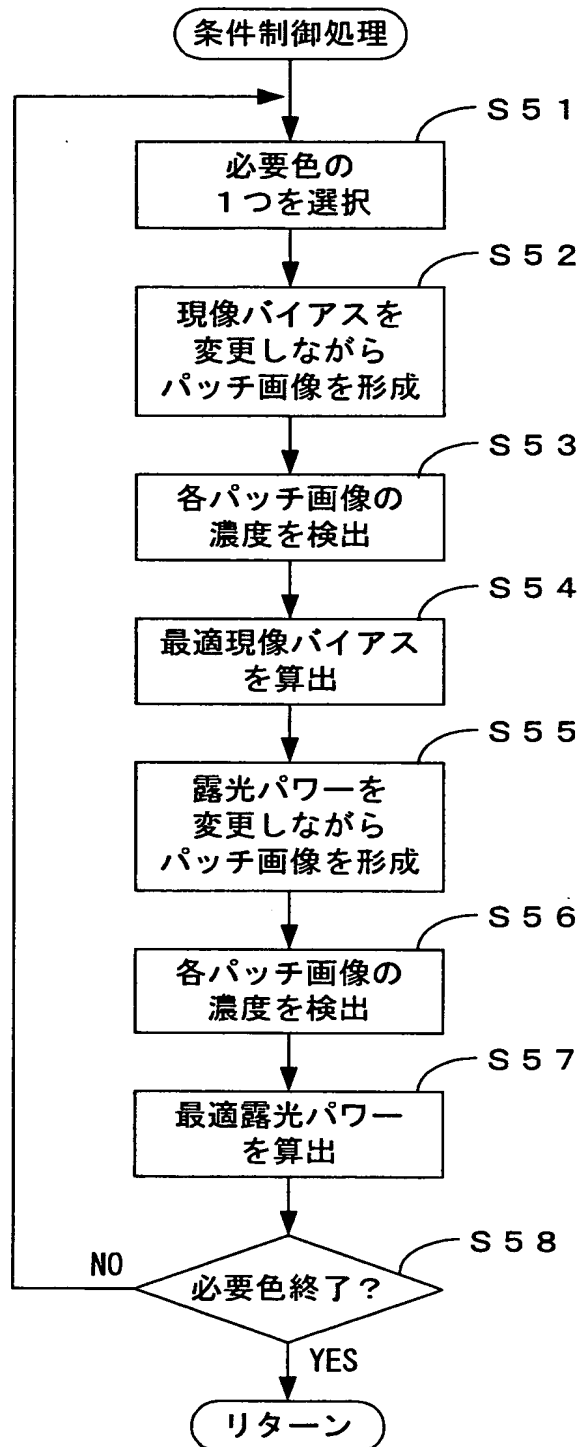 条件制御処理
S51
必要色の
1つを選択
S52
現像バイアスを
変更しながら
パッチ画像を形成
S53
各パッチ画像の
濃度を検出
S54
最適現像バイアス
を算出
S55
露光パワーを
変更しながら
パッチ画像を形成
S56
各パッチ画像の
濃度を検出
S57
最適露光パワー
を算出
S58
必要色終了?
NO
YES
リターン